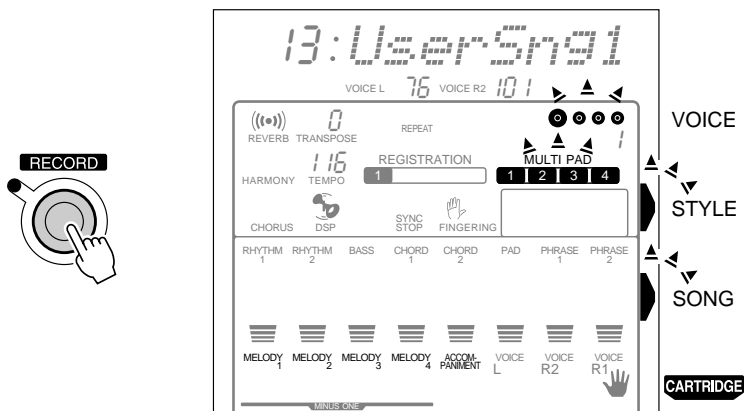 13:UserSng1
VOICE L 76 VOICE R2 101
REVERB TRANSPOSE 0 REPEAT 1
VOICE
RECORD
HARMONY TEMPO 116 REGISTRATION 1 MULTI PAD 1 2 3 4
STYLE
CHORUS DSP SYNC STOP FINGERING
RHYTHM 1 RHYTHM 2 BASS CHORD 1 CHORD 2 PAD PHRASE 1 PHRASE 2
SONG
MELODY 1 MELODY 2 MELODY 3 MELODY 4 ACCOM-PANIMENT VOICE L VOICE R2 VOICE R1
CARTRIDGE
MINUS ONE